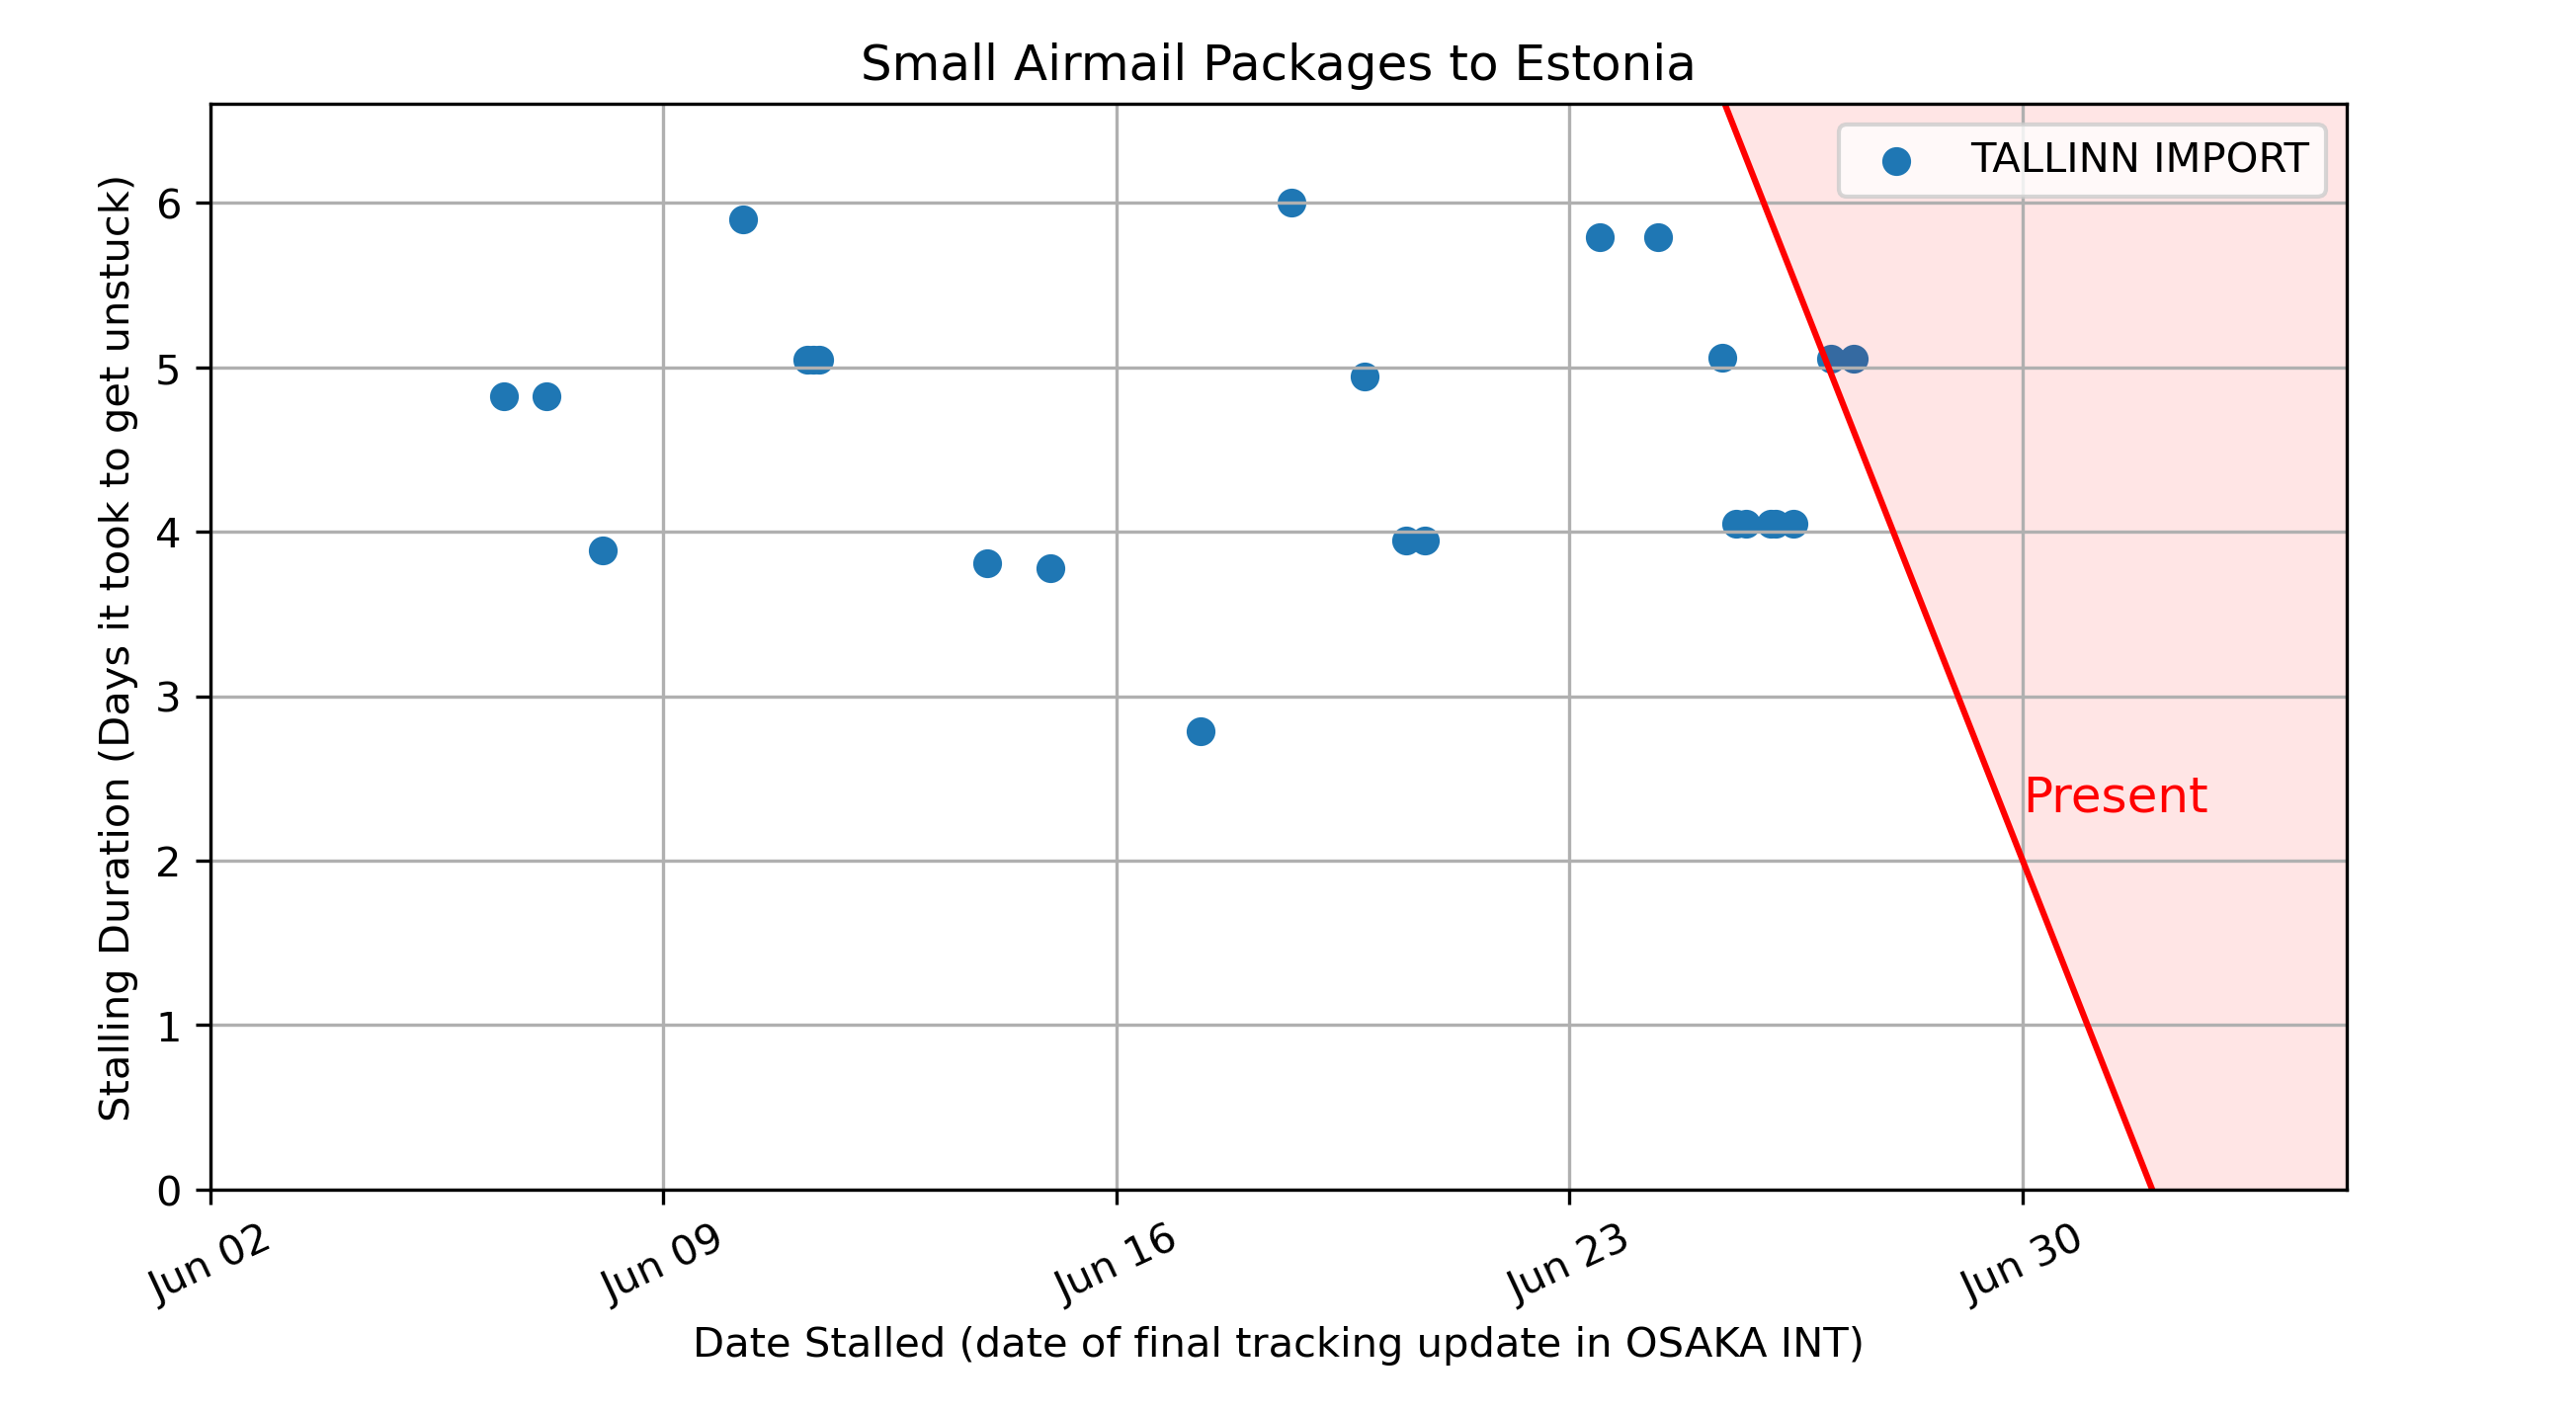 Small Airmail Packages to Estonia
TALLINN IMPORT
Stalling Duration (Days it took to get unstuck)
6
5
4
3
2
1
0
Present
Jun 02
Jun 09
Jun 16
Jun 23
Jun 30
Date Stalled (date of final tracking update in OSAKA INT)